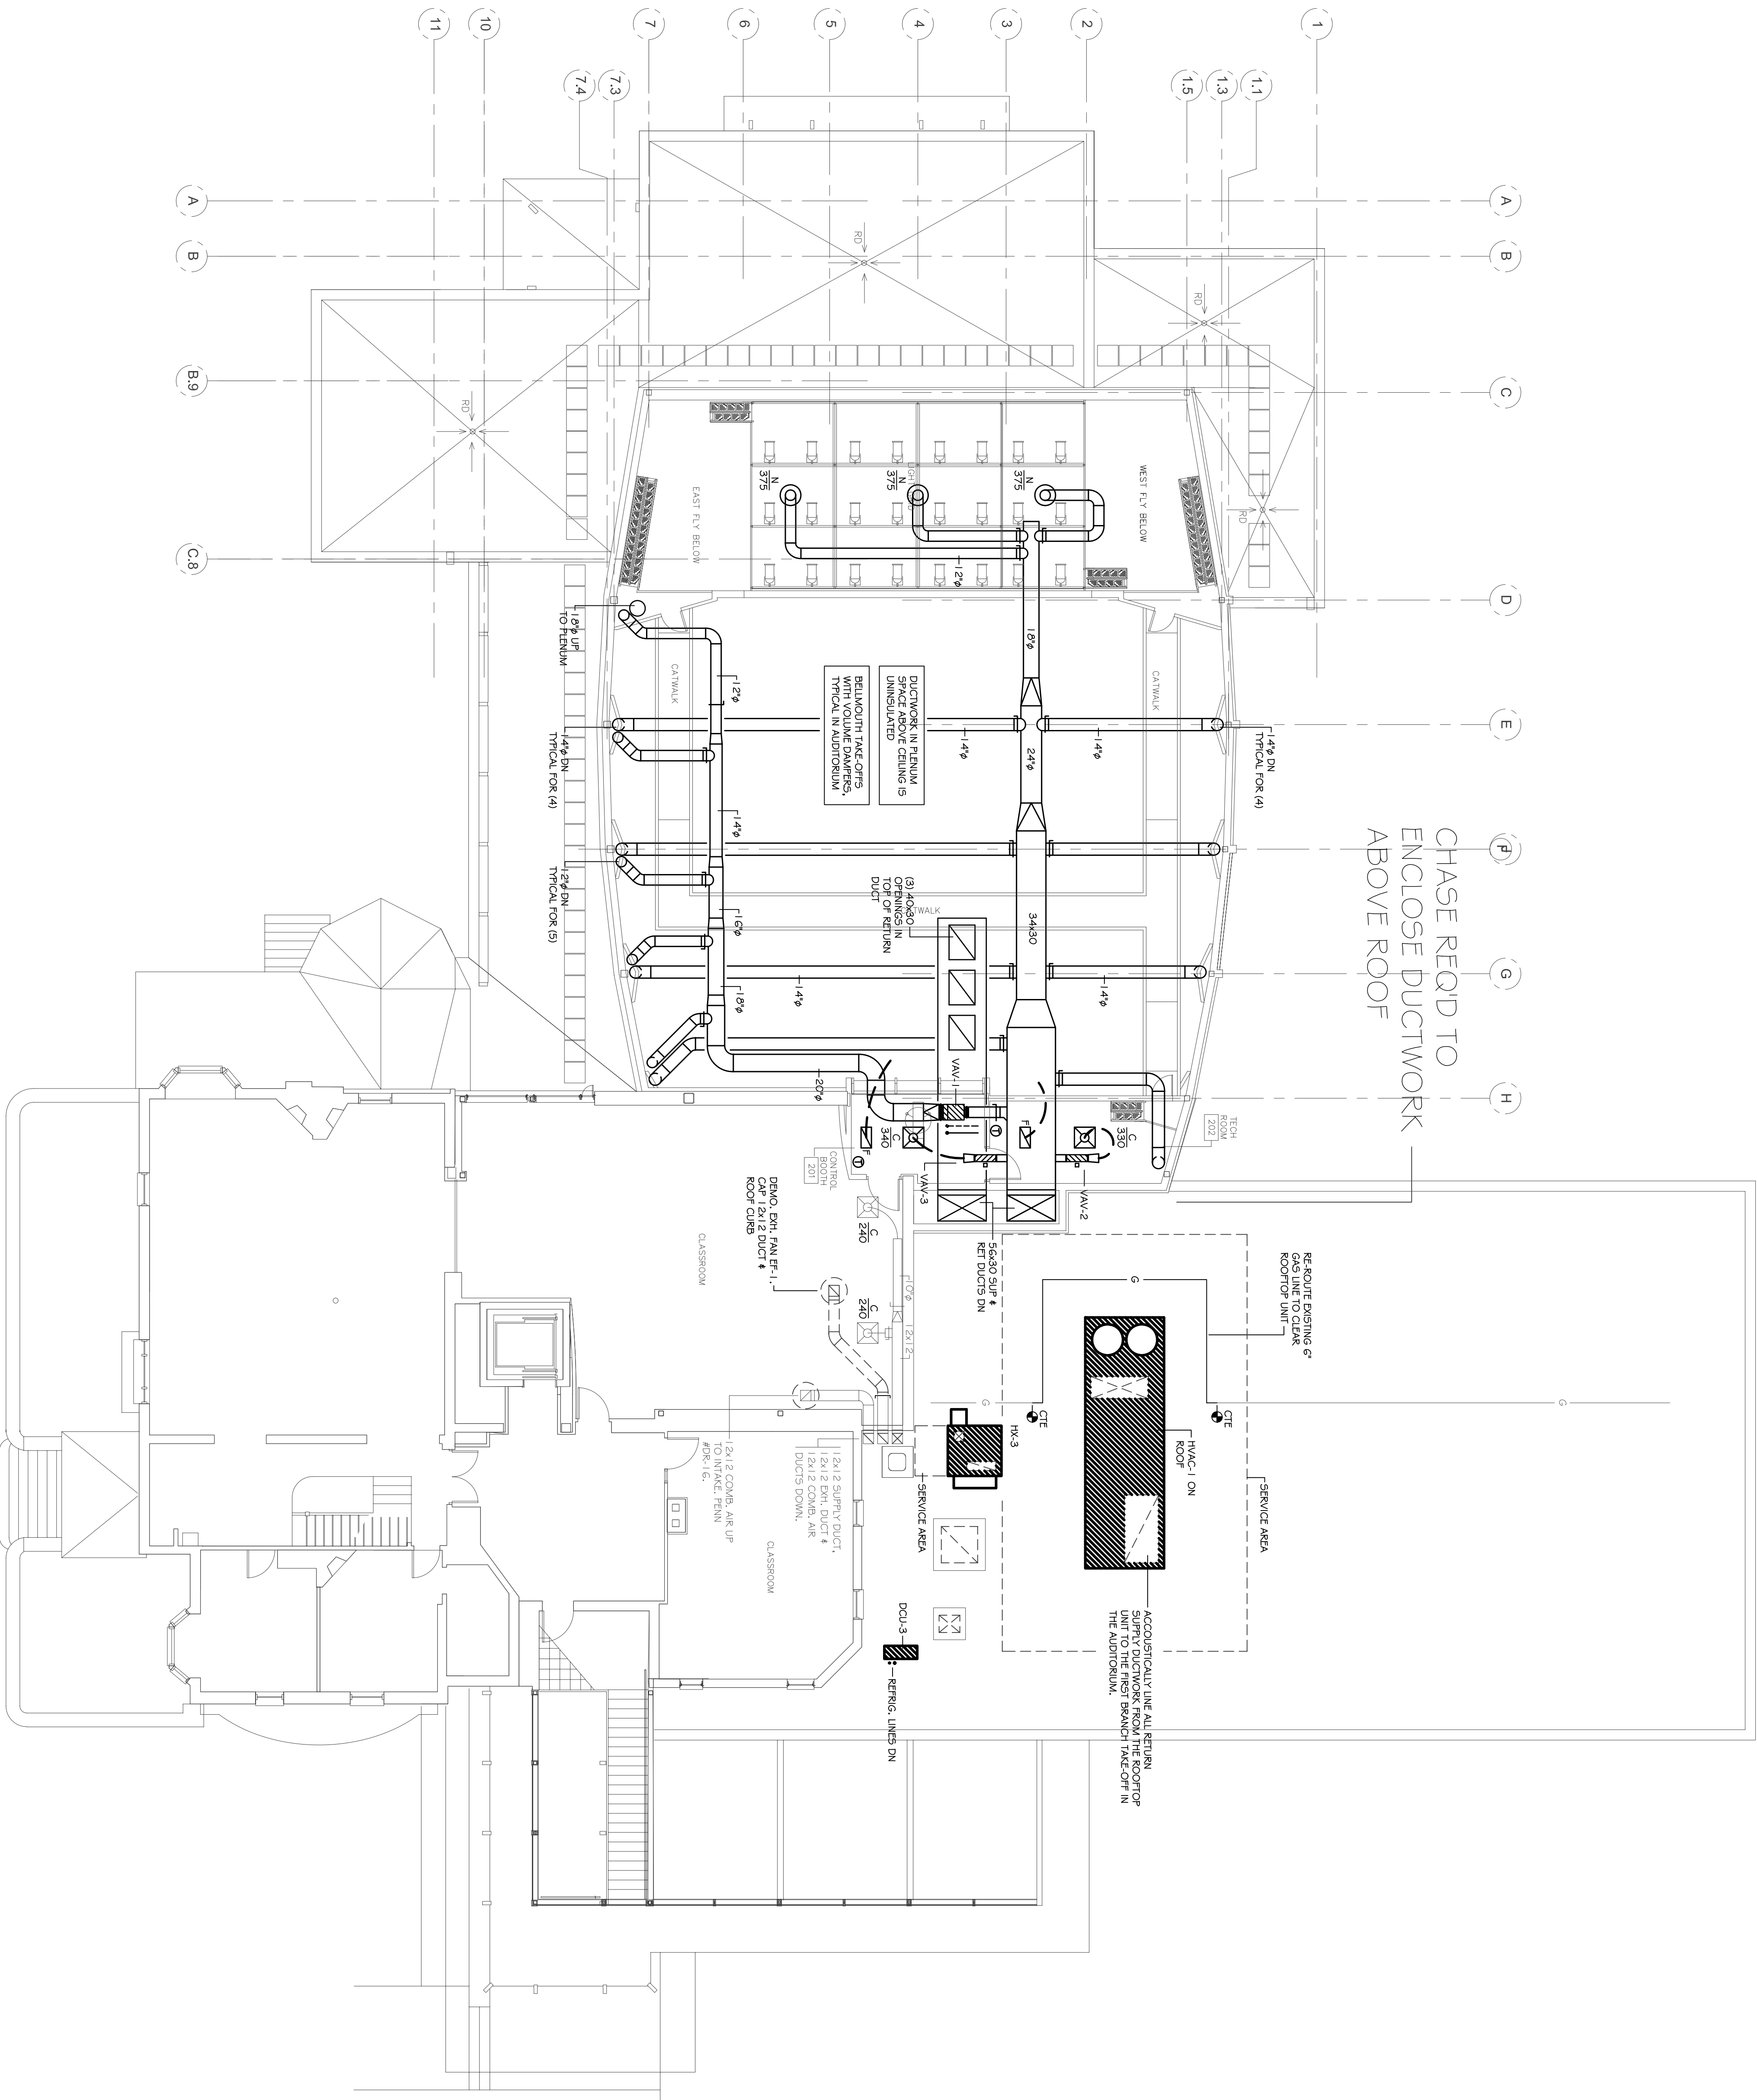 11
10
7.4
7.3
7
6
5
4
3
2
1.5
1.3
1.1
1
A
A
B
B
B.9
C
C.8
D
E
F
G
H
RD
RD
RD
RD
EAST FLY BELOW
WEST FLY BELOW
N
375
N
375
N
375
12"ø
18"ø
18"ø UP
TO PLENUM
CATWALK
CATWALK
CATWALK
12"ø
DUCTWORK IN PLENUM
SPACE ABOVE CEILING IS
UNINSULATED
BELLMOUTH TAKE-OFFS
WITH VOLUME DAMPERS,
TYPICAL IN AUDITORIUM
14"ø DN
TYPICAL FOR (4)
14"ø
24"ø
14"ø
14"ø DN
TYPICAL FOR (4)
14"ø
12"ø DN
TYPICAL FOR (5)
16"ø
(3) 40x30
OPENINGS IN
TOP OF RETURN
DUCT
34x30
18"ø
14"ø
14"ø
20"ø
VAV-1
T
T
F
F
C
340
C
330
VAV-3
VAV-2
TECH
ROOM
202
CONTROL
BOOTH
201
CHASE REQ'D TO
ENCLOSE DUCTWORK
ABOVE ROOF
56x30 SUP &
RET DUCTS DN
C
240
C
240
10"ø
12x12
DEMO. EXH. FAN EF-1.
CAP 12x12 DUCT &
ROOF CURB
CLASSROOM
RE-ROUTE EXISTING 6"
GAS LINE TO CLEAR
ROOFTOP UNIT
G
G
G
CTE
CTE
HX-3
HVAC-1 ON
ROOF
SERVICE AREA
SERVICE AREA
12x12 SUPPLY DUCT,
12x12 EXH. DUCT &
12x12 COMB. AIR
DUCTS DOWN.
12x12 COMB. AIR UP
TO INTAKE, PENN
#DR-16.
CLASSROOM
DCU-3
REFRIG. LINES DN
ACCOUSTICALLY LINE ALL RETURN
SUPPLY DUCTWORK FROM THE ROOFTOP
UNIT TO THE FIRST BRANCH TAKE-OFF IN
THE AUDITORIUM.